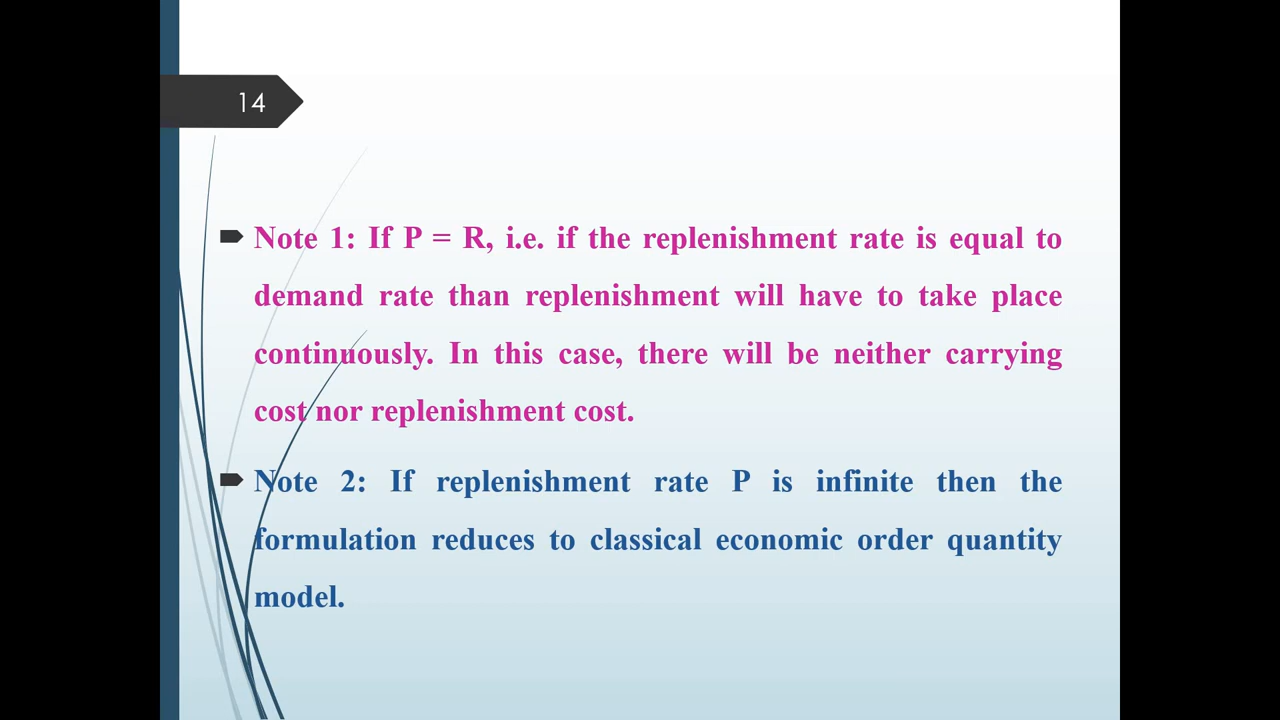 14
Note 1: If P = R, i.e. if the replenishment rate is equal to
demand rate than replenishment will have to take place
continuously. In this case, there will be neither carrying
cost nor replenishment cost.
Note 2: If replenishment rate P is infinite then the
formulation reduces to classical economic order quantity
model.